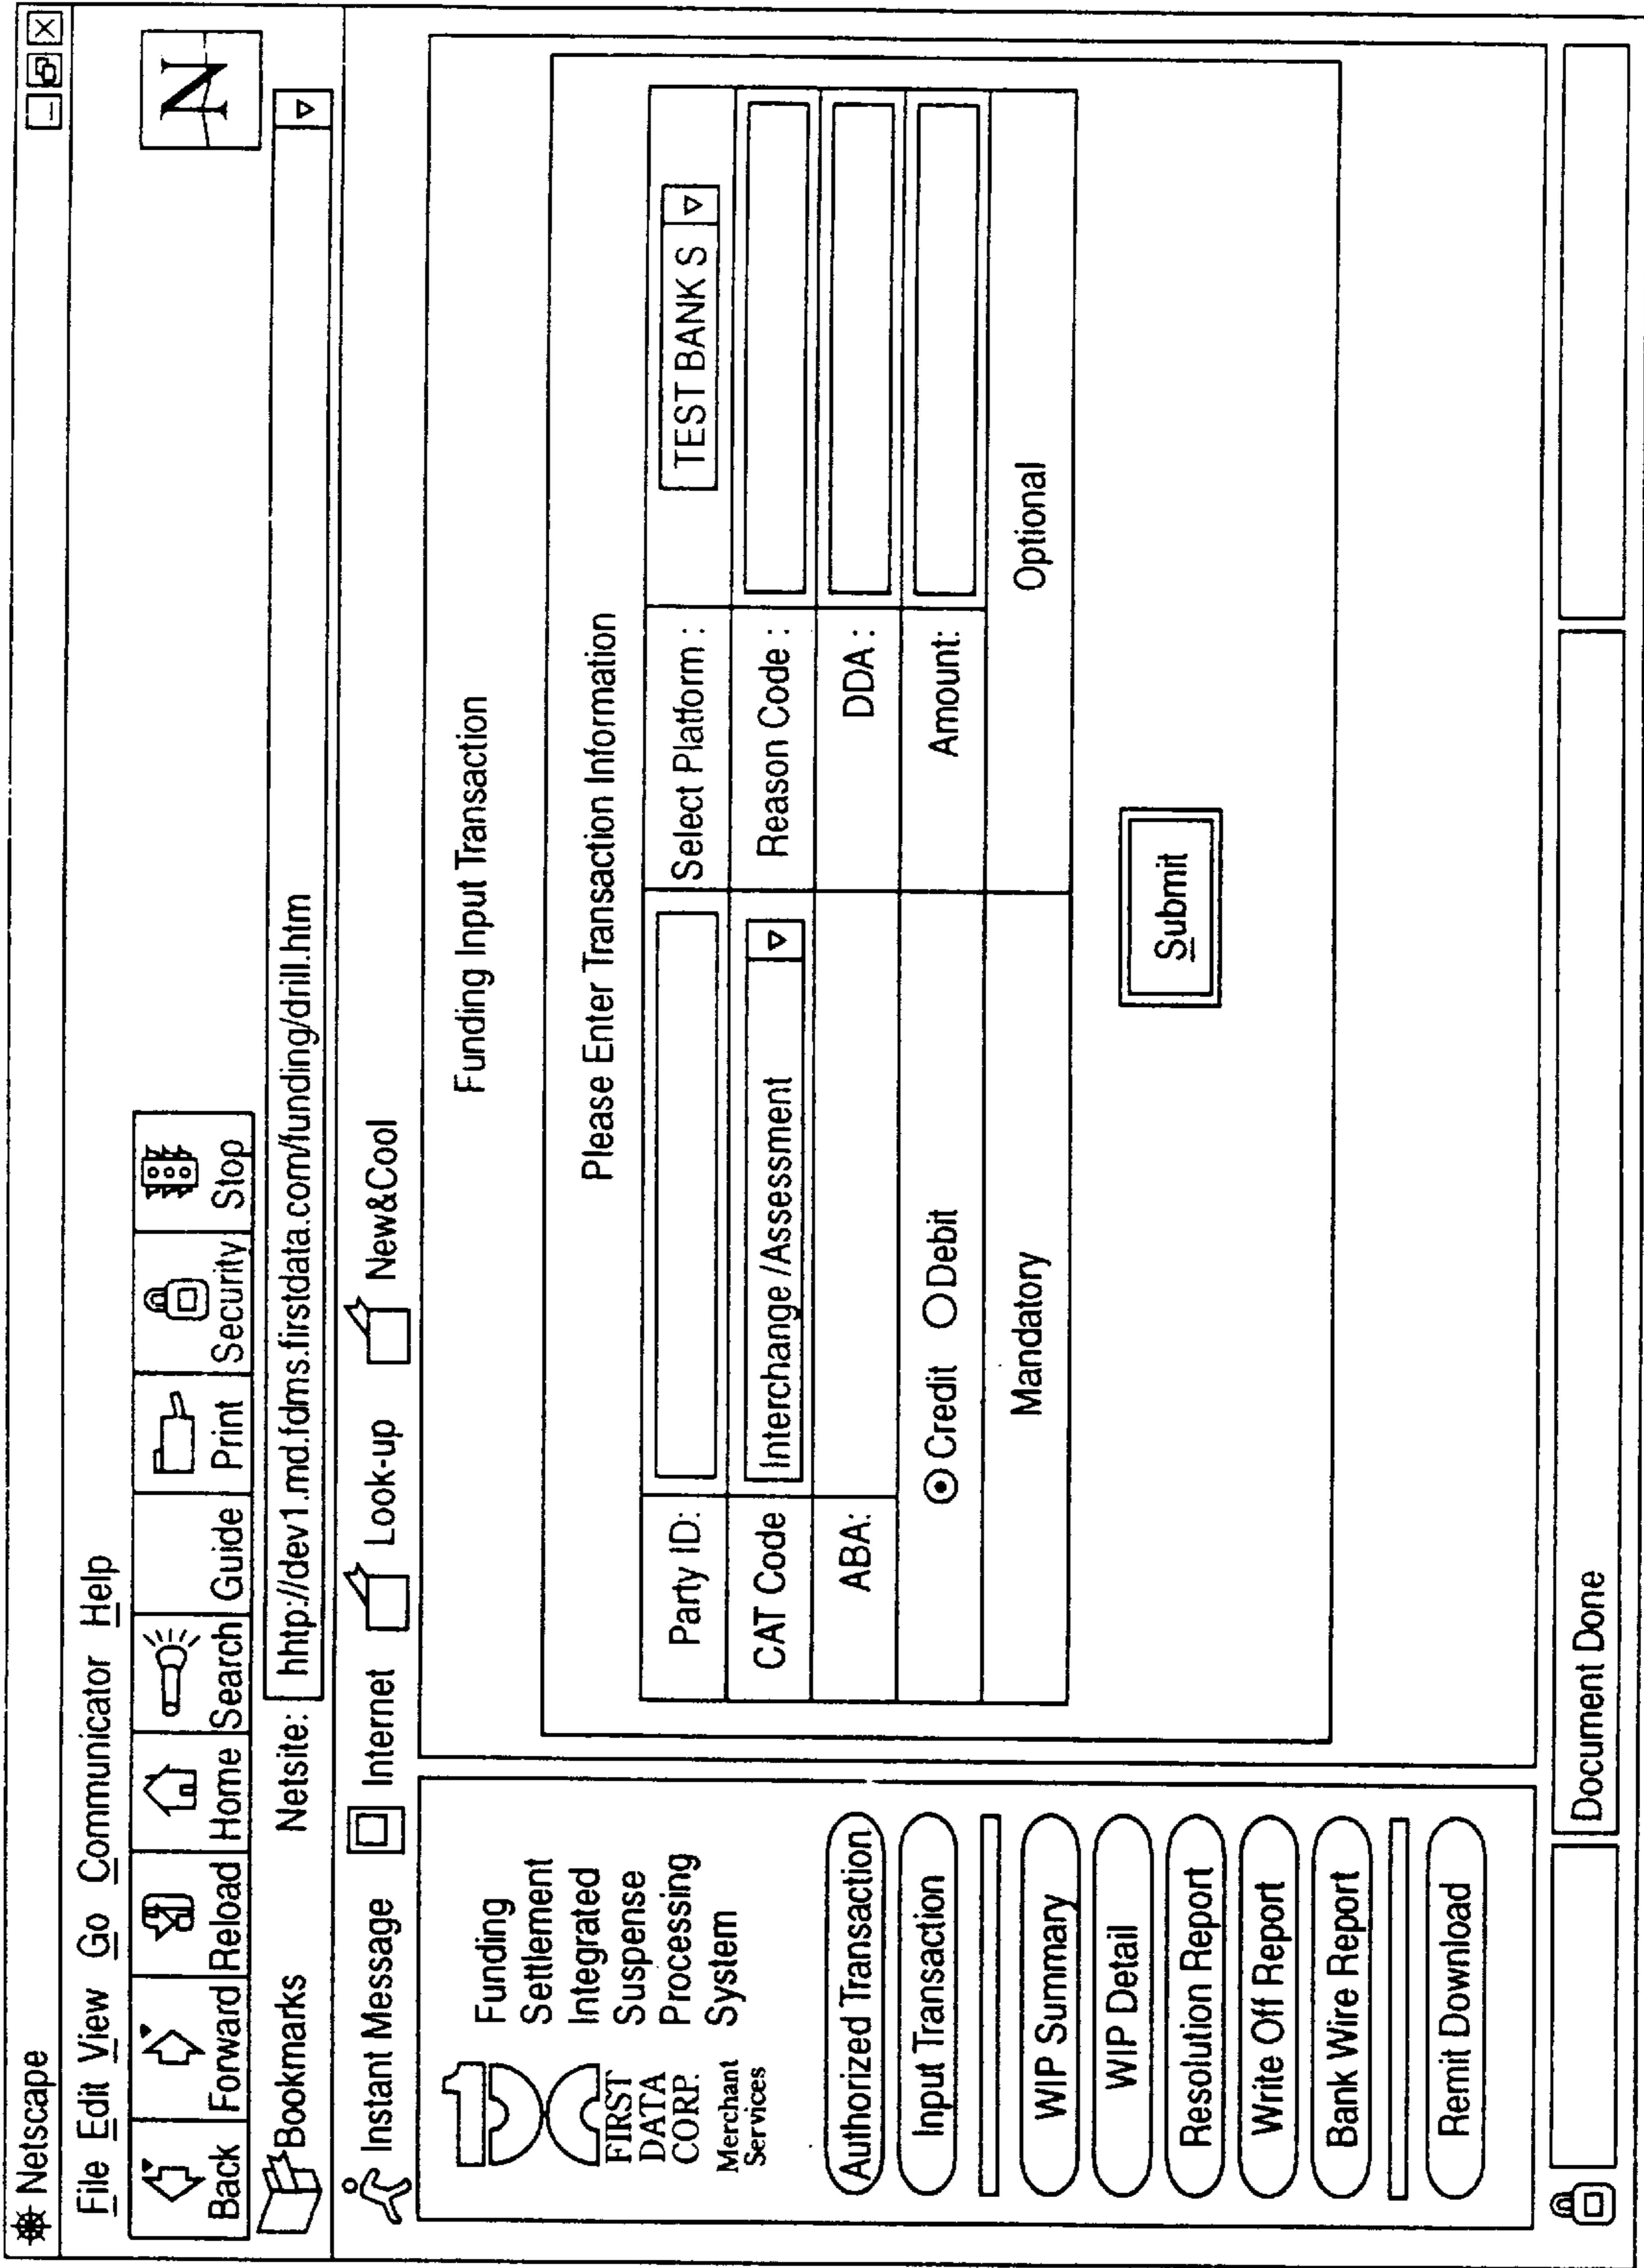 Netscape
File Edit View Go Communicator Help
Back Forward Reload Home Search Guide Print Security Stop
N
Bookmarks Netsite: hhtp://dev1.md.fdms.firstdata.com/funding/drill.htm
Instant Message Internet Look-up New&Cool
1
FIRST
DATA
CORP.
Merchant
Services
Funding
Settlement
Integrated
Suspense
Processing
System
Authorized Transaction
Input Transaction
WIP Summary
WIP Detail
Resolution Report
Write Off Report
Bank Wire Report
Remit Download
Funding Input Transaction
Please Enter Transaction Information
Party ID: Select Platform : TEST BANK S
CAT Code Interchange /Assessment Reason Code :
ABA: DDA :
Credit Debit Amount:
Mandatory Optional
Submit
Document Done